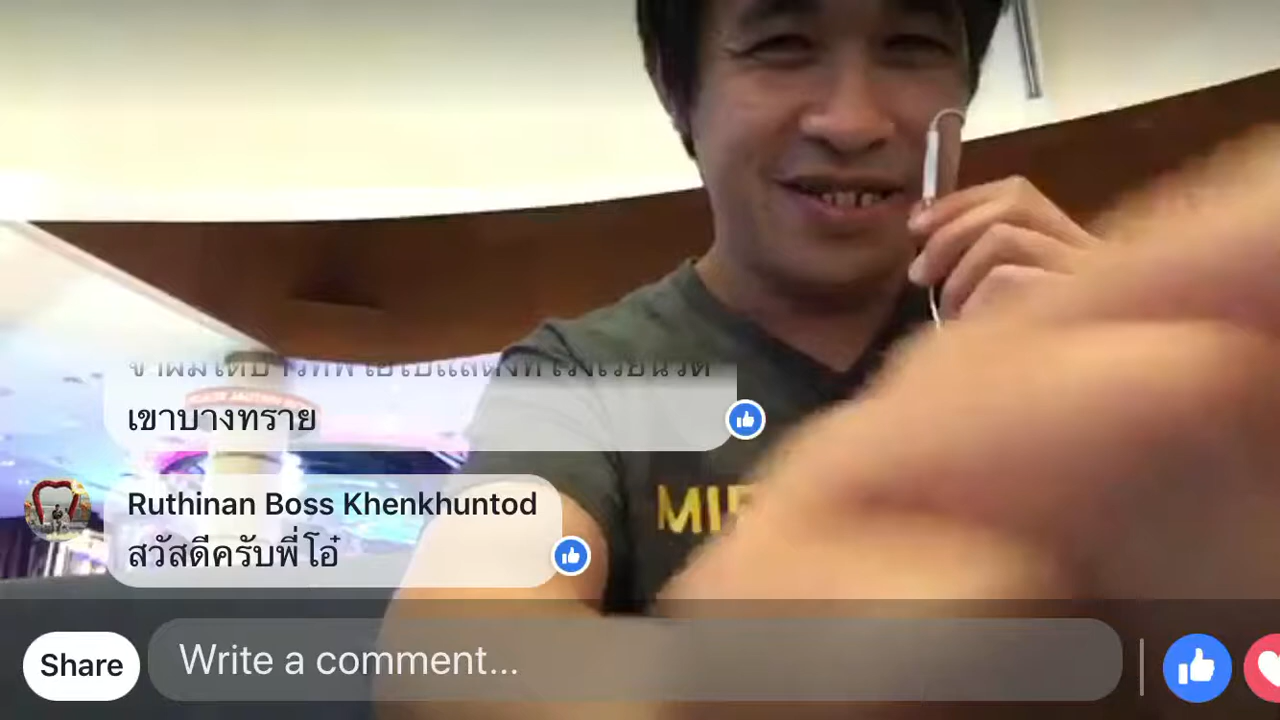 เขาบางทราย
Ruthinan Boss Khenkhuntod
สวัสดีครับพี่โอ๋
Share
Write a comment...